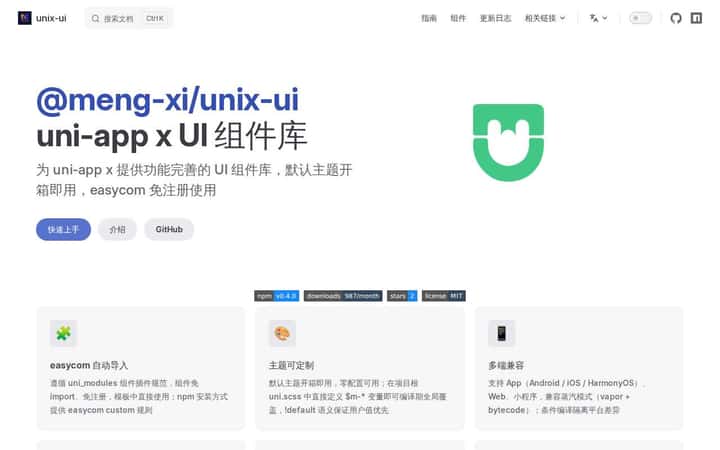 unix-ui
搜索文档 Ctrl K
指南 组件 更新日志 相关链接
@meng-xi/unix-ui
uni-app x UI 组件库
为 uni-app x 提供功能完善的 UI 组件库，默认主题开
箱即用，easycom 免注册使用
快速上手 介绍 GitHub
npm v0.4.0 downloads 987/month stars 2 license MIT
easycom 自动导入
遵循 uni_modules 组件插件规范，组件免
import、免注册，模板中直接使用；npm 安装方式
提供 easycom custom 规则
主题可定制
默认主题开箱即用，零配置可用；在项目根
uni.scss 中直接定义 $m-* 变量即可编译期全局覆
盖，!default 语义保证用户值优先
多端兼容
支持 App（Android / iOS / HarmonyOS）、
Web、小程序，兼容蒸汽模式（vapor +
bytecode）；条件编译隔离平台差异